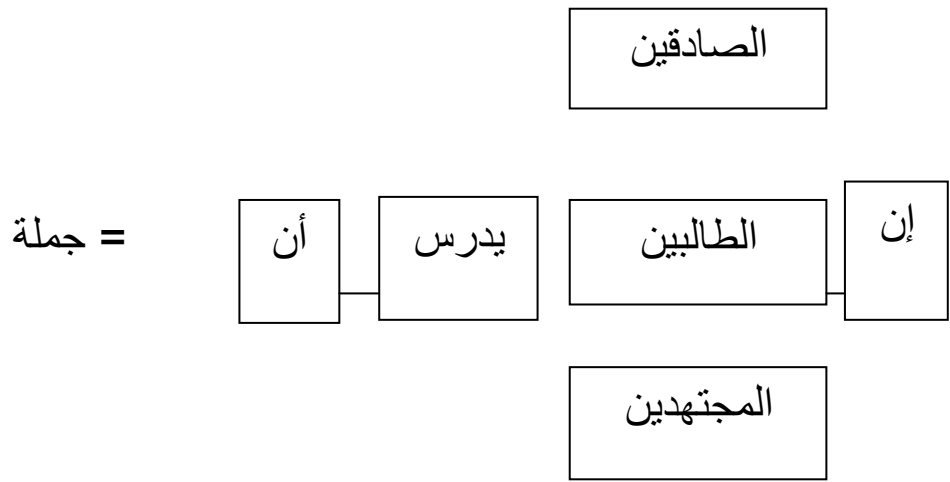 الصادقين
إن الطالبين يدرس أن = جملة
المجتهدين